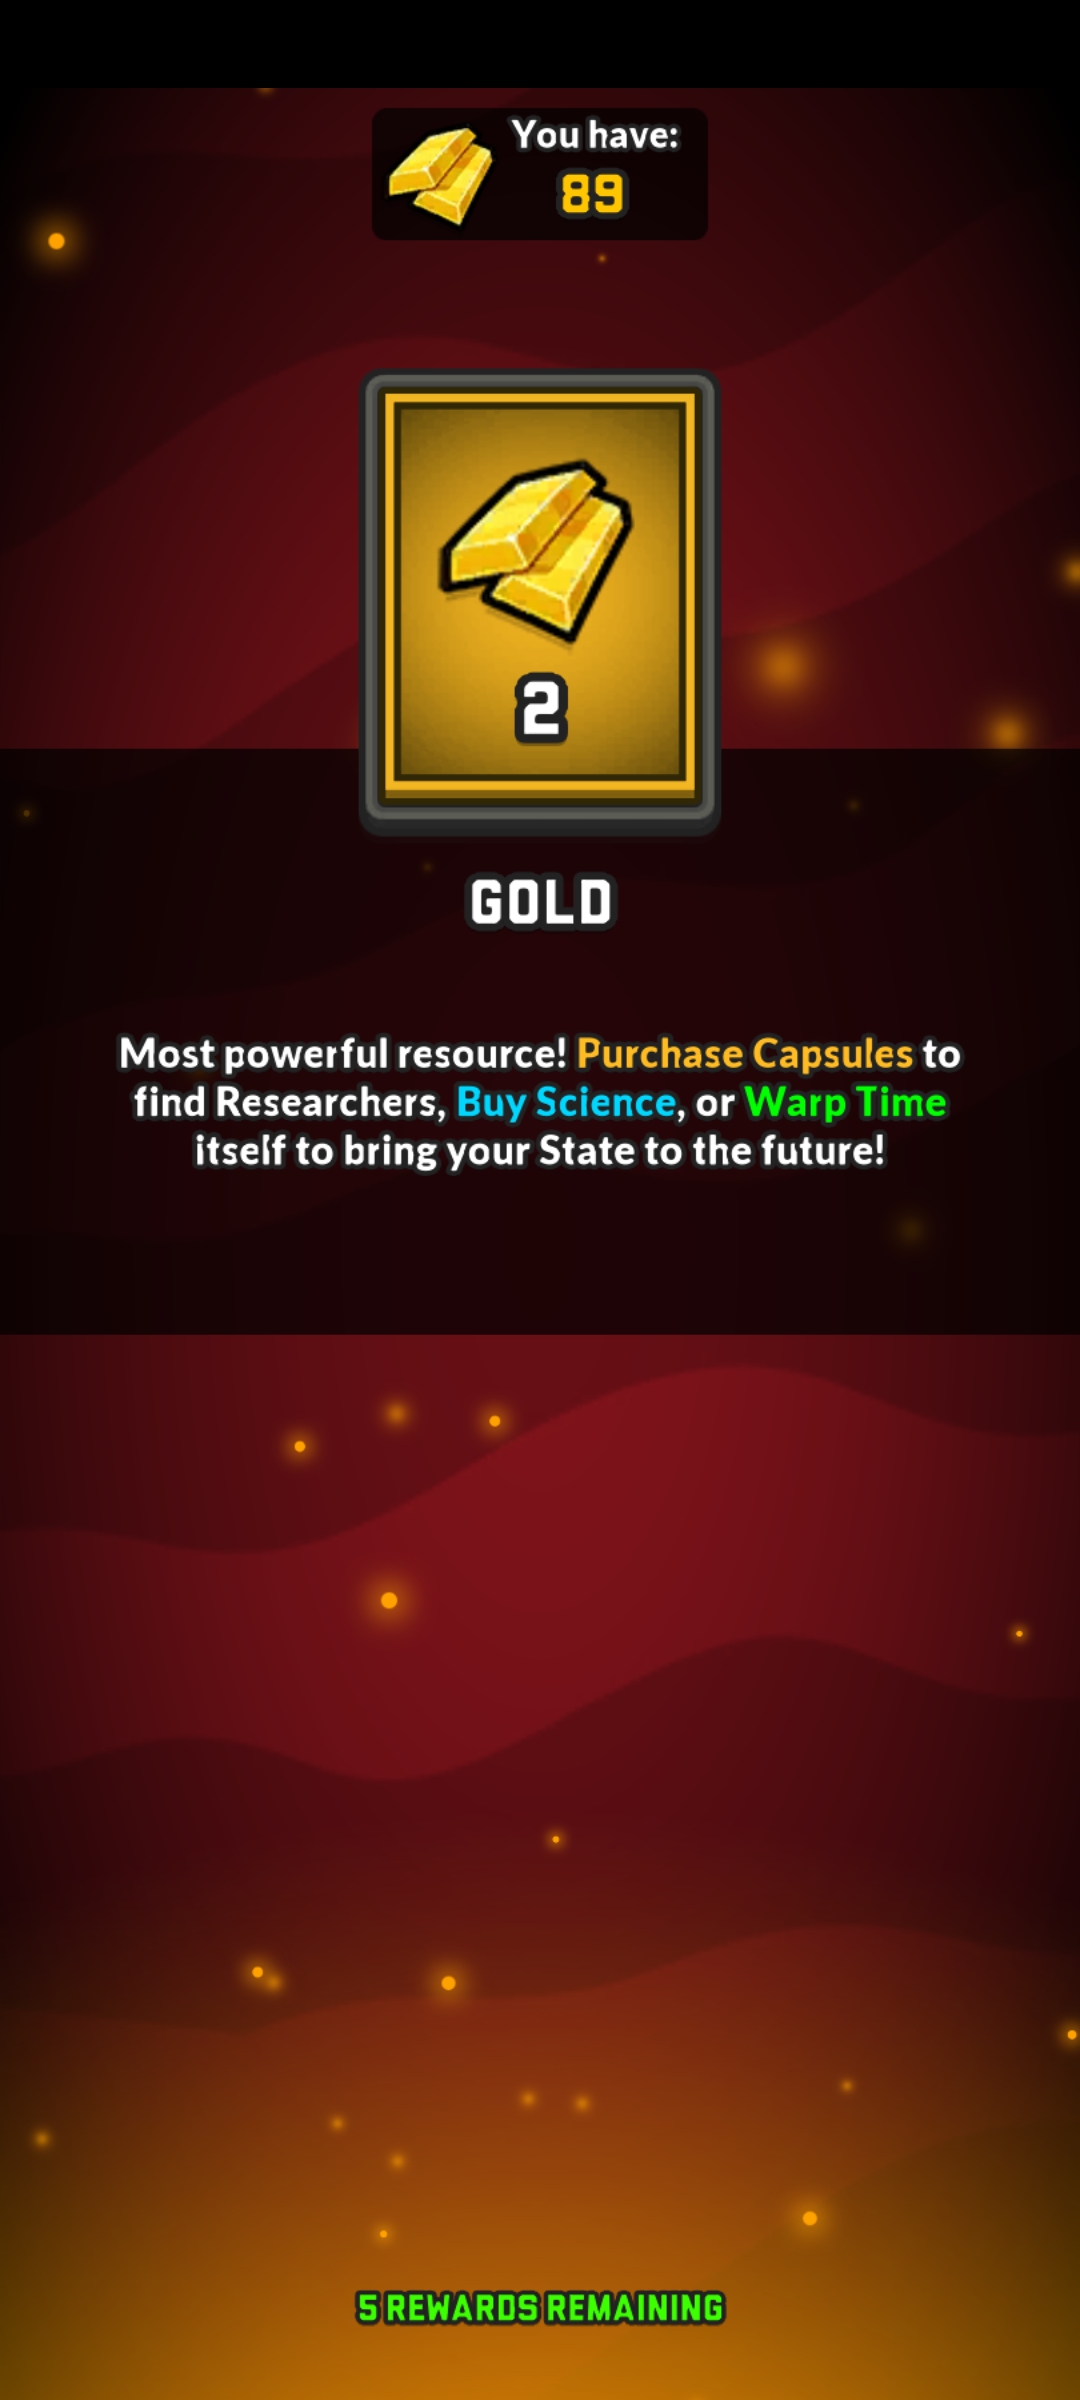 You have:
89
2
GOLD
Most powerful resource! Purchase Capsules to
find Researchers, Buy Science, or Warp Time
itself to bring your State to the future!
5 REWARDS REMAINING